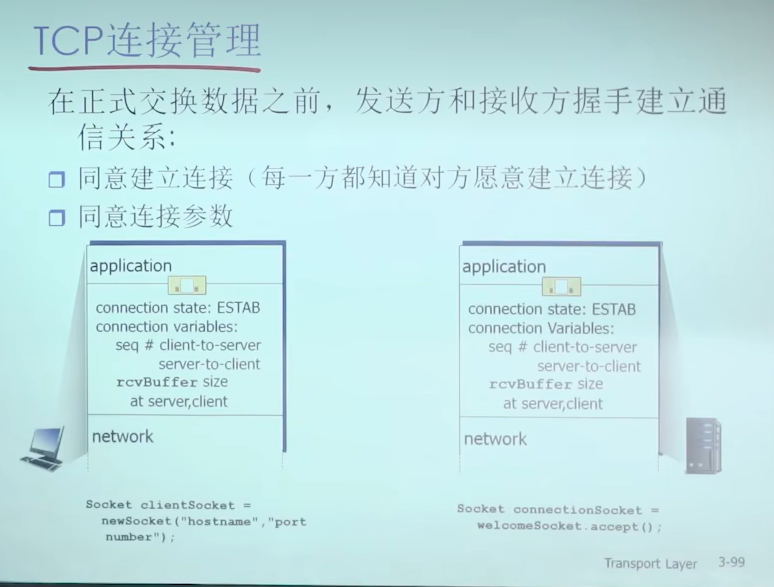 TCP连接管理
在正式交换数据之前，发送方和接收方握手建立通
信关系:
同意建立连接（每一方都知道对方愿意建立连接）
同意连接参数
application
connection state: ESTAB
connection variables:
seq # client-to-server
server-to-client
rcvBuffer size
at server,client
network
application
connection state: ESTAB
connection Variables:
seq # client-to-server
server-to-client
rcvBuffer size
at server,client
network
Socket clientSocket =
newSocket("hostname","port
number");
Socket connectionSocket =
welcomeSocket.accept();
Transport Layer 3-99